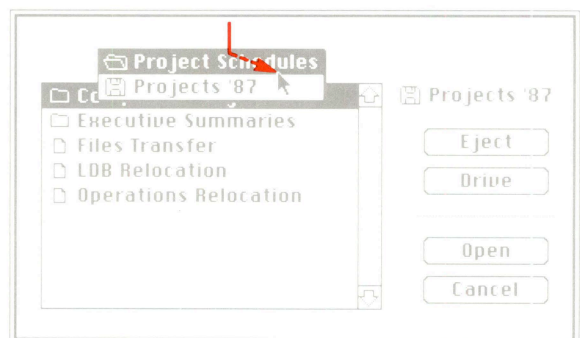 Project Schedules
Projects '87
Projects '87
Executive Summaries
Files Transfer
LDB Relocation
Operations Relocation
Eject
Drive
Open
Cancel